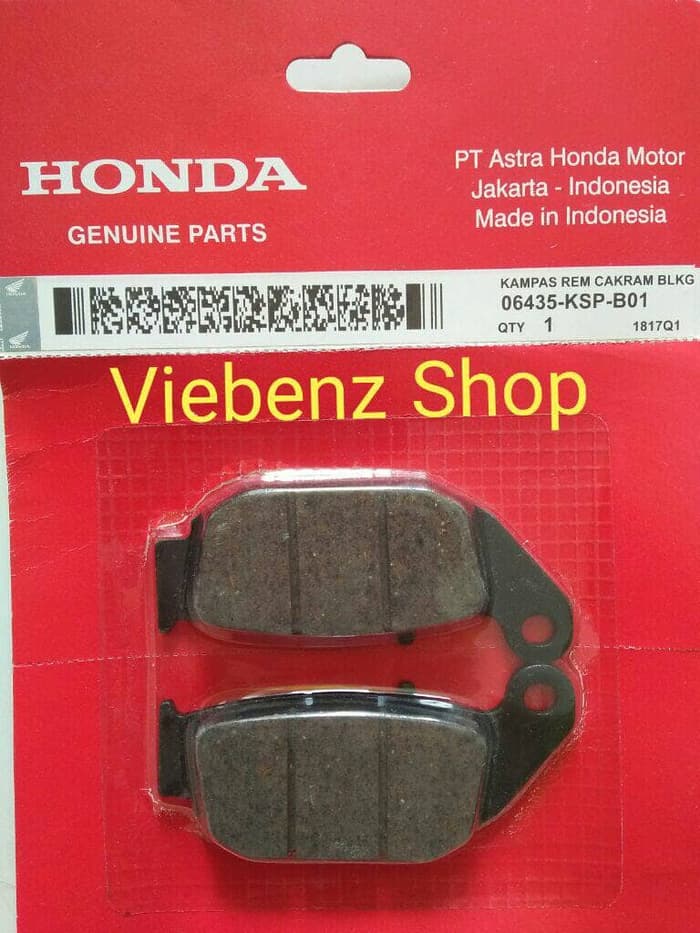 HONDA
GENUINE PARTS
PT Astra Honda Motor
Jakarta - Indonesia
Made in Indonesia
KAMPAS REM CAKRAM BLKG
06435-KSP-B01
QTY 1 1817Q1
Viebenz Shop